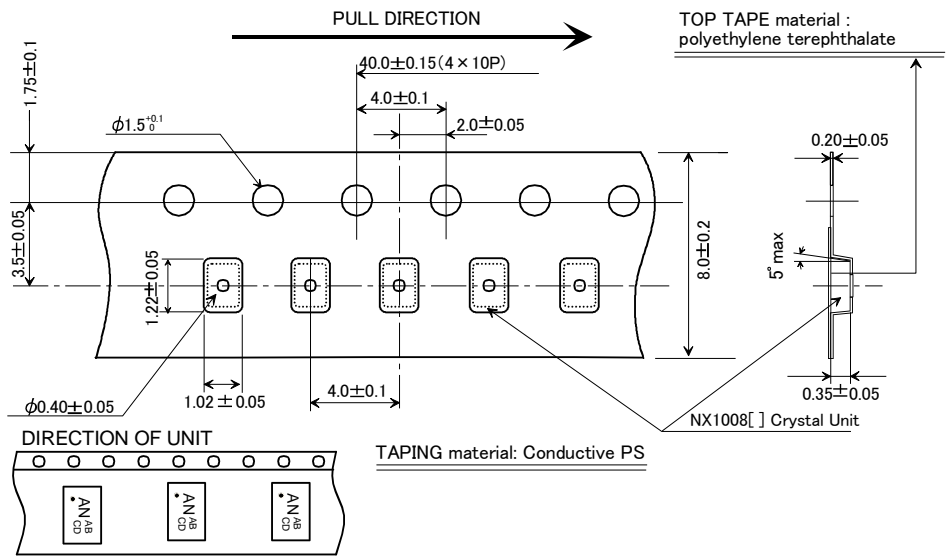 PULL DIRECTION
TOP TAPE material :
polyethylene terephthalate
1.75±0.1
40.0±0.15(4×10P)
4.0±0.1
2.0±0.05
φ1.5 +0.1 0
0.20±0.05
3.5±0.05
8.0±0.2
5°max
1.22±0.05
φ0.40±0.05
1.02±0.05
4.0±0.1
0.35±0.05
NX1008[ ] Crystal Unit
DIRECTION OF UNIT
TAPING material: Conductive PS
AN AB CD
AN AB CD
AN AB CD